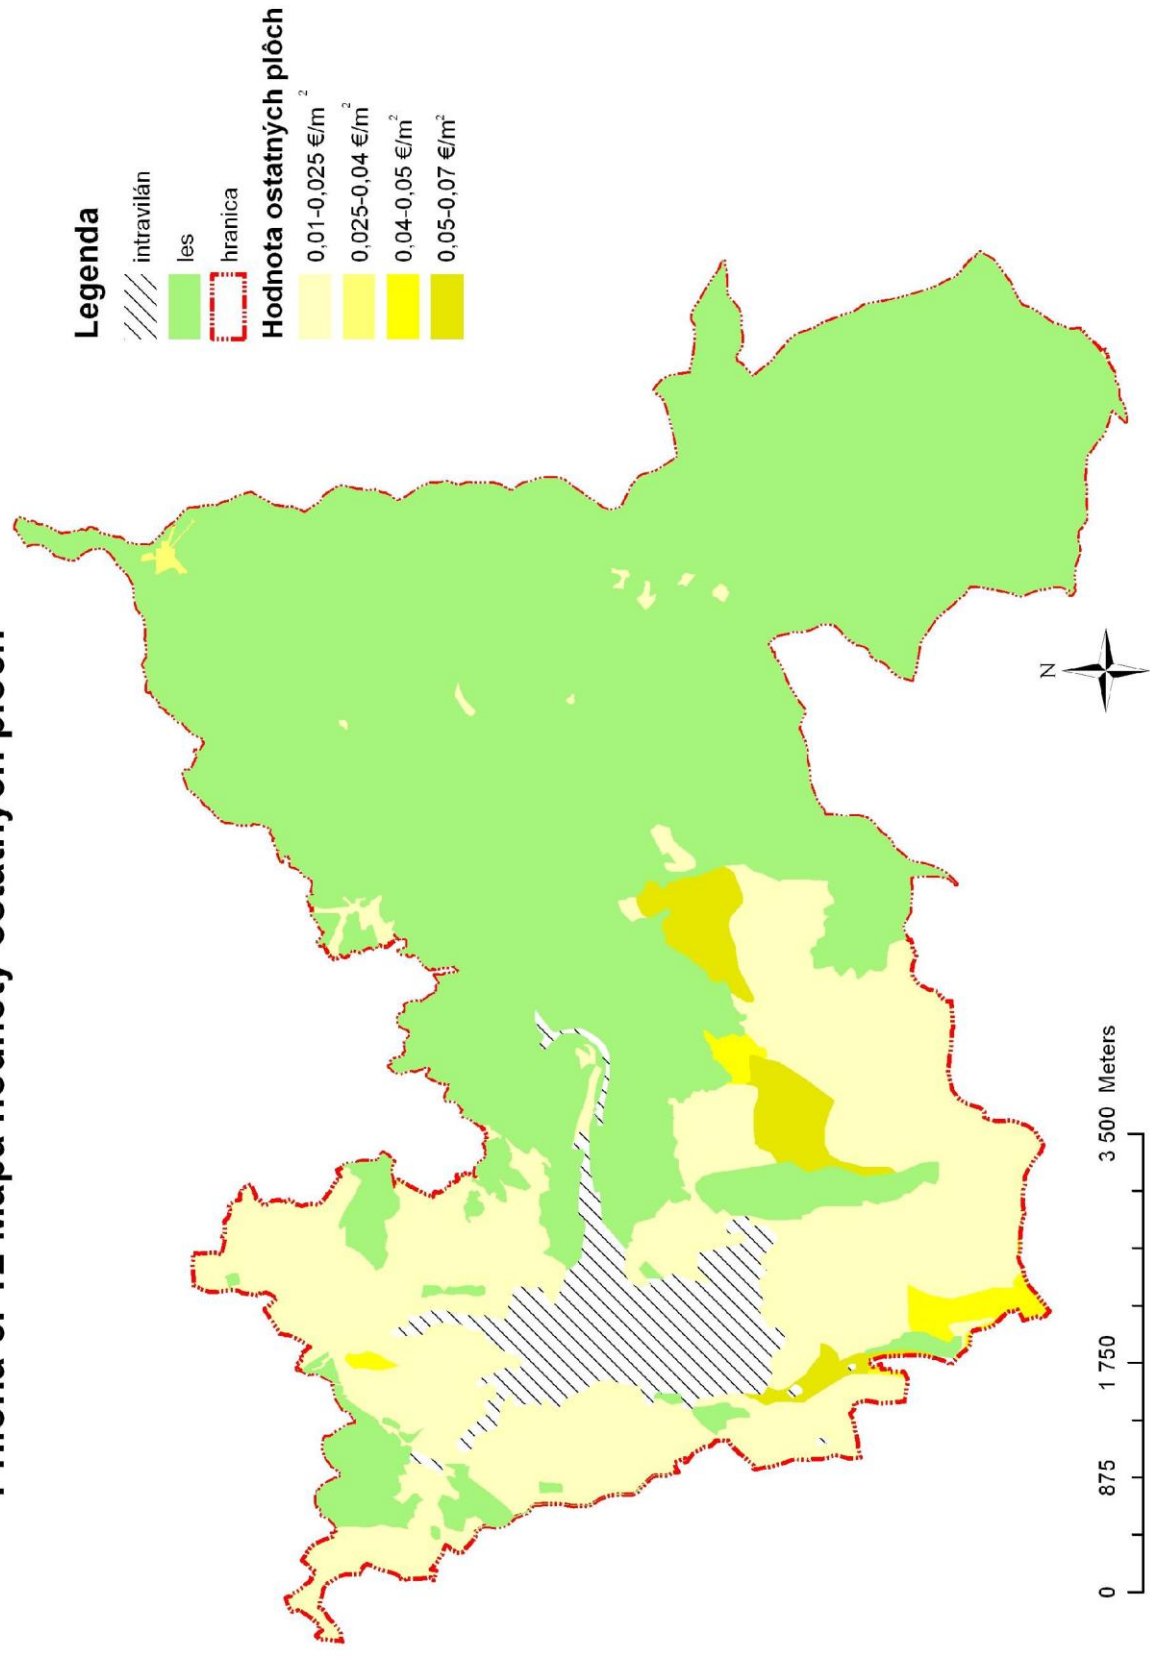 Príloha č. 12 Mapa hodnoty ostatných plôch
Legenda
intravilán
les
hranica
Hodnota ostatných plôch
0,01-0,025 €/m²
0,025-0,04 €/m²
0,04-0,05 €/m²
0,05-0,07 €/m²
N
0 875 1 750 3 500 Meters